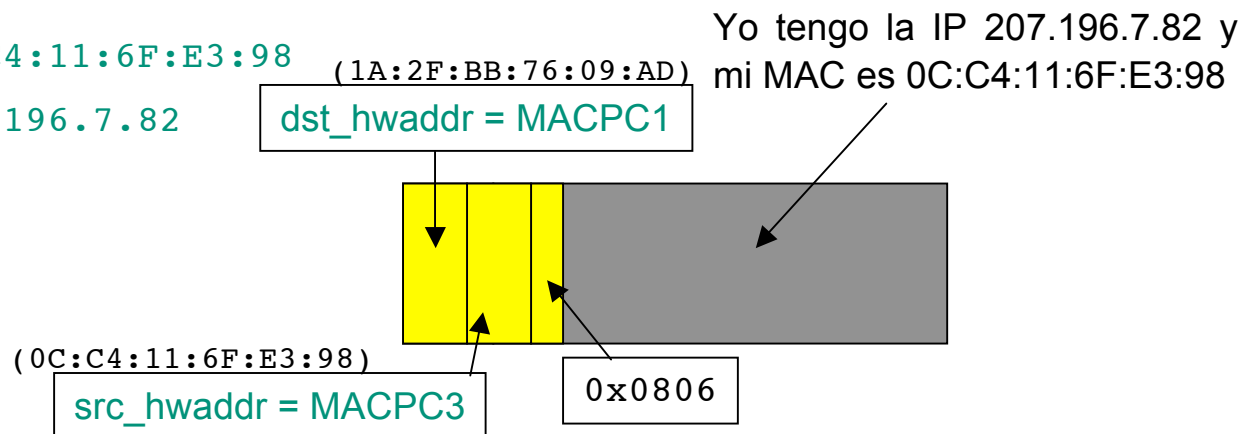 Yo tengo la IP 207.196.7.82 y
mi MAC es 0C:C4:11:6F:E3:98
4:11:6F:E3:98
196.7.82
(1A:2F:BB:76:09:AD)
dst_hwaddr = MACPC1
(0C:C4:11:6F:E3:98)
src_hwaddr = MACPC3
0x0806